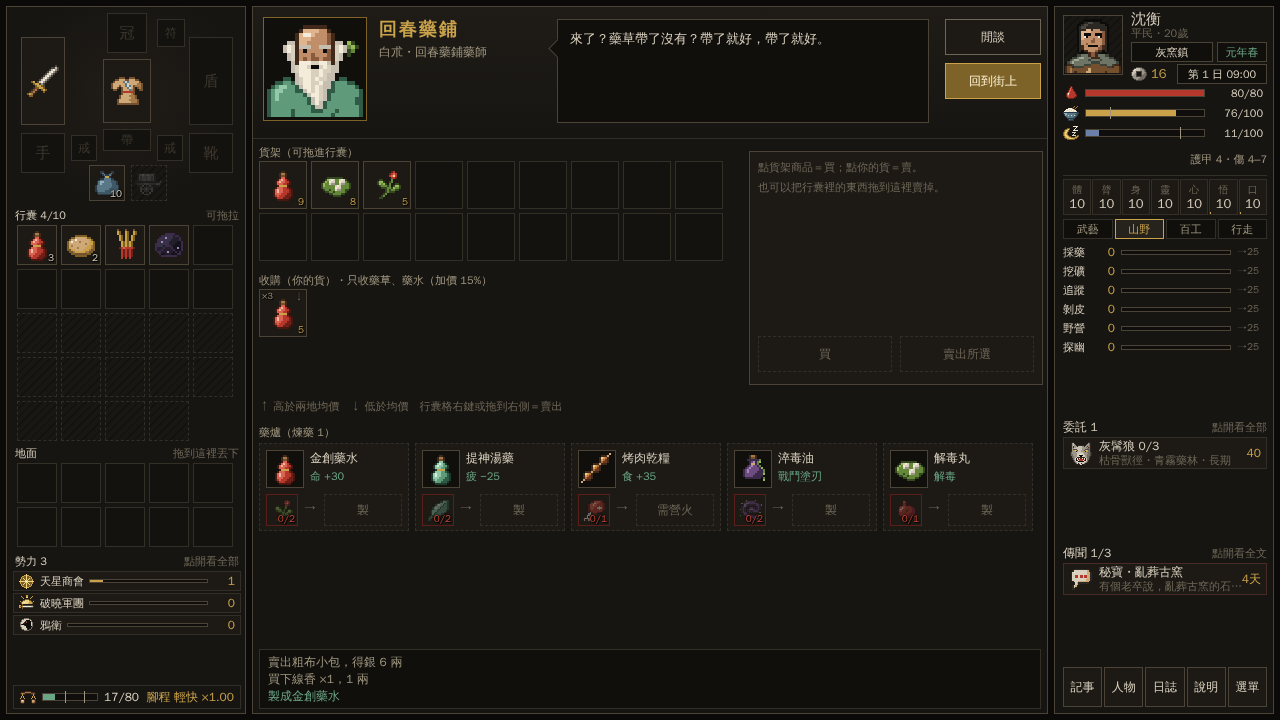 冠
符
盾
手
戒
帶
戒
靴
10
行囊 4/10
可拖拉
3
2
地面
拖到這裡丟下
勢力 3
點開看全部
天星商會
1
破曉軍團
0
鴉衛
0
17/80
腳程 輕快 ×1.00
回春藥鋪
白朮・回春藥鋪藥師
來了？藥草帶了沒有？帶了就好，帶了就好。
閒談
回到街上
貨架（可拖進行囊）
9
8
5
點貨架商品＝買；點你的貨＝賣。
也可以把行囊裡的東西拖到這裡賣掉。
收購（你的貨）・只收藥草、藥水（加價 15%）
×3
↓
5
買
賣出所選
↑ 高於兩地均價 ↓ 低於均價 行囊格右鍵或拖到右側＝賣出
藥爐（煉藥 1）
金創藥水
命 +30
0/2
→
製
提神湯藥
疲 −25
0/2
→
製
烤肉乾糧
食 +35
0/1
→
需營火
淬毒油
戰鬥塗刃
0/2
→
製
解毒丸
解毒
0/1
→
製
賣出粗布小包，得銀 6 兩
買下線香 ×1，1 兩
製成金創藥水
沈衡
平民・20歲
灰窯鎮
元年春
16
第 1 日 09:00
80/80
76/100
11/100
護甲 4・傷 4–7
體 臂 身 靈 心 悟 口
10 10 10 10 10 10 10
武藝
山野
百工
行走
採藥 0 →25
挖礦 0 →25
追蹤 0 →25
剝皮 0 →25
野營 0 →25
探幽 0 →25
委託 1
點開看全部
灰鬃狼 0/3
枯骨獸徑・青霧藥林・長期
40
傳聞 1/3
點開看全文
秘寶・亂葬古窯
有個老卒說，亂葬古窯的石⋯
4天
記事
人物
日誌
說明
選單